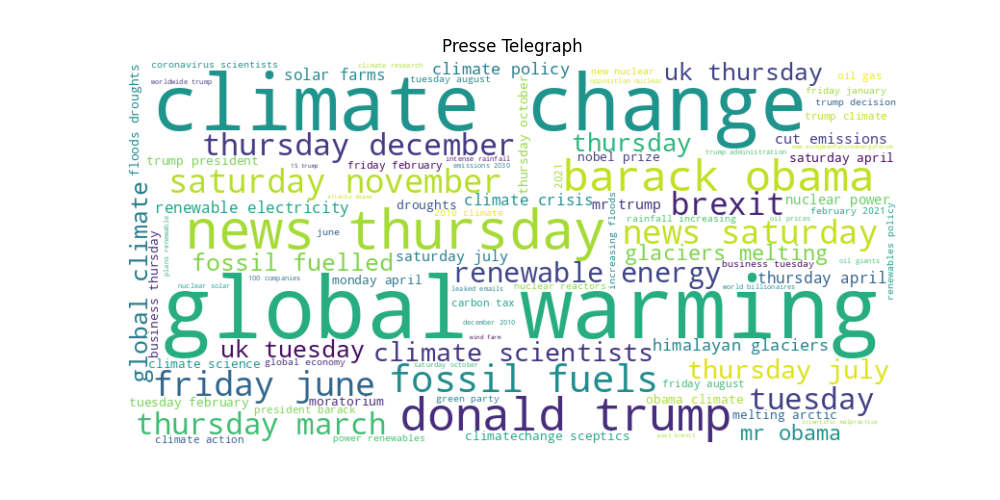 Presse Telegraph
coronavirus scientists
climate research
climate policy
new nuclear
uk thursday
oil gas
worldwide trump
solar farms
tuesday august
opposition nuclear
friday january
floods droughts
climate change
thursday october
trump decision
trump climate
thursday december
thursday
cut emissions
trump president
15 trump
friday february
intense rainfall
emissions 2030
nobel prize
trump administration
saturday april
saturday november
2021
barack obama
renewable electricity
droughts
climate crisis
mr trump
brexit
nuclear power
2010 climate
february 2021
global climate
june
news thursday
rainfall increasing
oil prices
news saturday
increasing floods
renewables policy
business thursday
plans renewable
fossil fuelled
saturday july
glaciers melting
business tuesday
oil giants
100 companies
monday april
renewable energy
thursday april
nuclear solar
leaked emails
nuclear reactors
world billionaires
carbon tax
global warming
december 2010
wind farm
uk tuesday
climate scientists
himalayan glaciers
climate science
global economy
saturday october
thursday july
friday june
fossil fuels
friday august
tuesday february
moratorium
green party
obama climate
tuesday
president barack
donald trump
melting arctic
thursday march
scientific malpractice
climate action
power renewables
climatechange sceptics
post brexit
mr obama